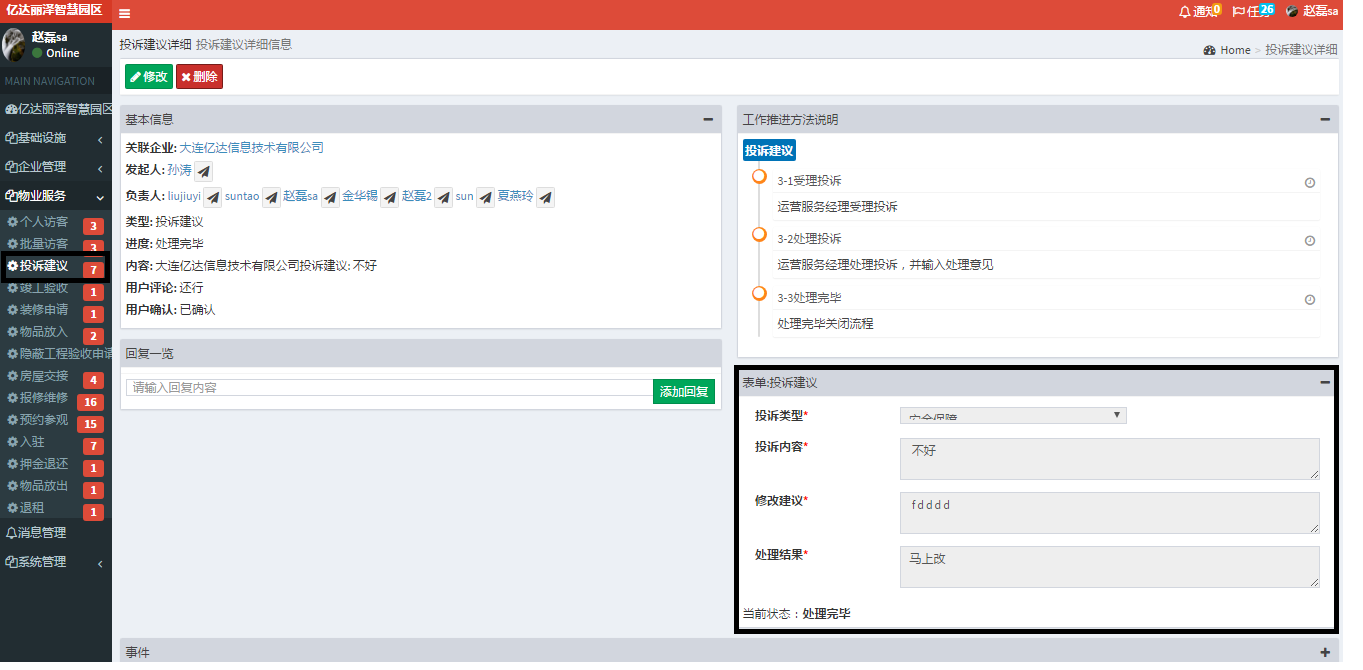 亿达丽泽智慧园区
通知 0
任务 26
赵磊sa
赵磊sa
Online
MAIN NAVIGATION
亿达丽泽智慧园区
基础设施
企业管理
物业服务
个人访客 3
批量访客 3
投诉建议 7
竣工验收 1
装修申请 1
物品放入 2
隐蔽工程验收申请
房屋交接 4
报修维修 16
预约参观 15
入驻 7
押金退还 1
物品放出 1
退租 1
消息管理
系统管理
投诉建议详细 投诉建议详细信息
Home > 投诉建议详细
修改 删除
基本信息
关联企业: 大连亿达信息技术有限公司
发起人: 孙涛
负责人: liujiuyi suntao 赵磊sa 金华锡 赵磊2 sun 夏燕玲
类型: 投诉建议
进度: 处理完毕
内容: 大连亿达信息技术有限公司投诉建议: 不好
用户评论: 还行
用户确认: 已确认
回复一览
请输入回复内容
添加回复
工作推进方法说明
投诉建议
3-1受理投诉
运营服务经理受理投诉
3-2处理投诉
运营服务经理处理投诉，并输入处理意见
3-3处理完毕
处理完毕关闭流程
表单:投诉建议
投诉类型* 安全保障
投诉内容* 不好
修改建议* fdddd
处理结果* 马上改
当前状态：处理完毕
事件